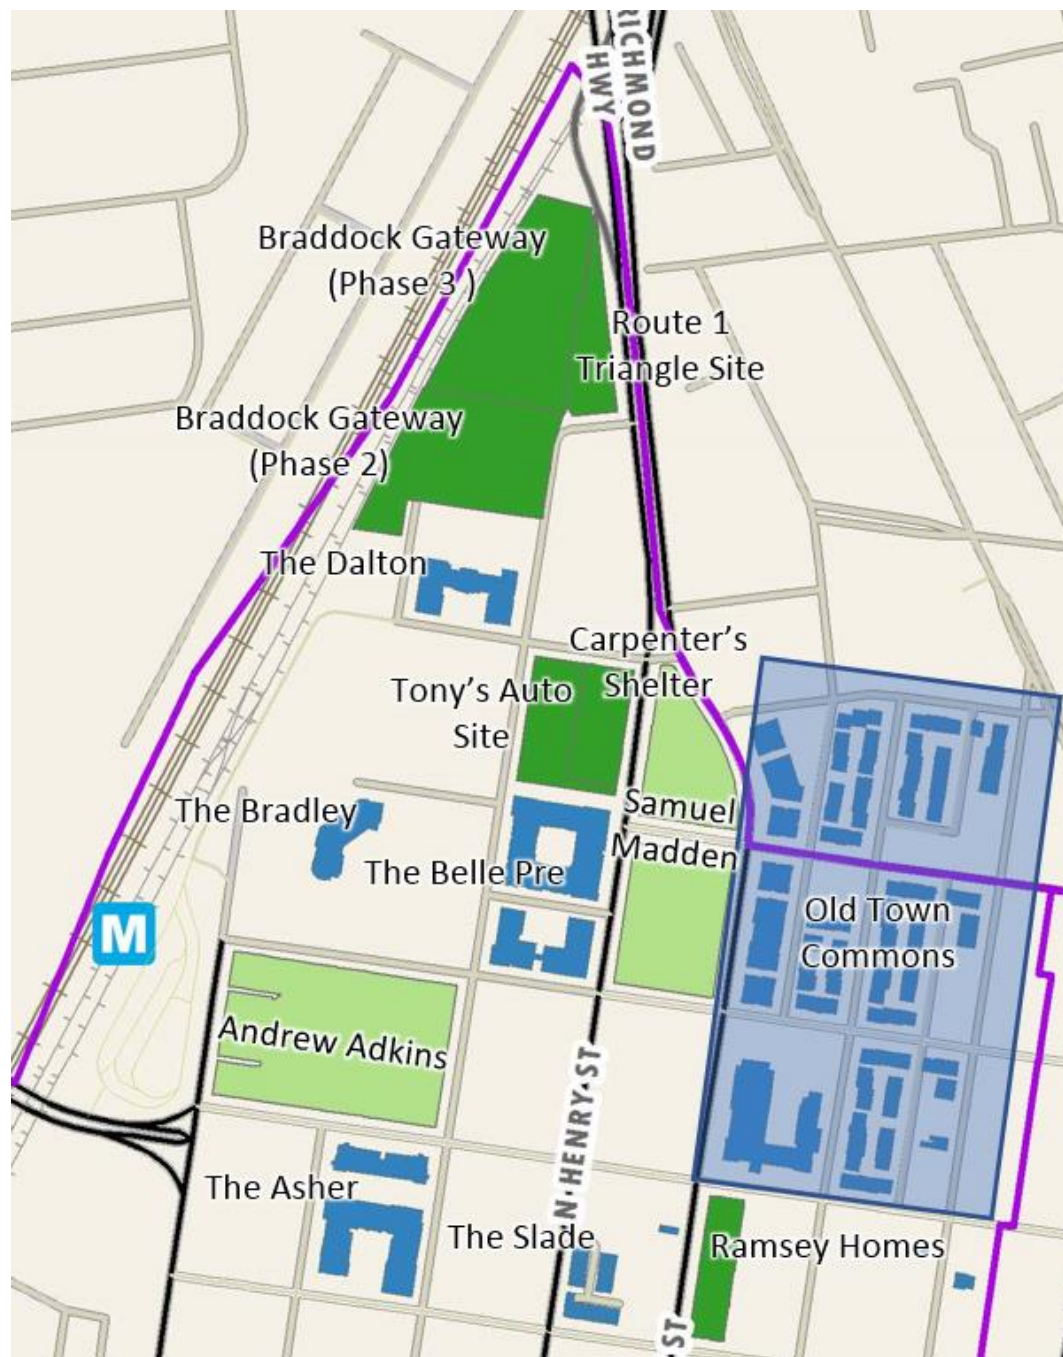 RICHMOND
HWY
Braddock Gateway
(Phase 3 )
Route 1
Triangle Site
Braddock Gateway
(Phase 2)
The Dalton
Carpenter's
Shelter
Tony's Auto
Site
The Bradley
Samuel
Madden
The Belle Pre
Old Town
Commons
M
Andrew Adkins
N HENRY ST
The Asher
The Slade
Ramsey Homes
ST